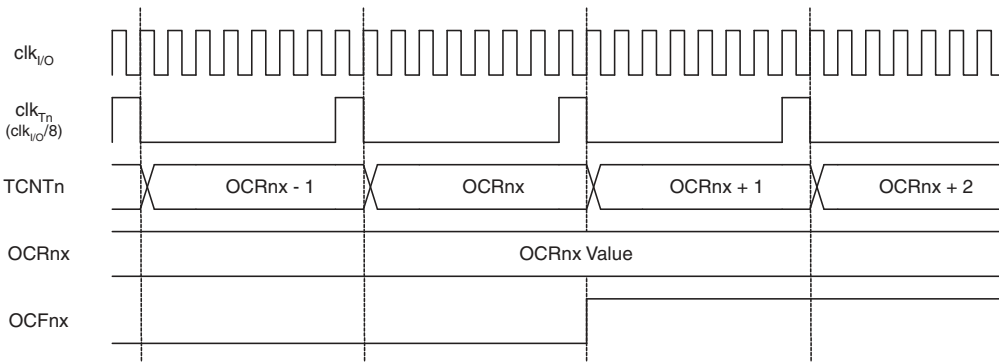 clkI/O
clkTn
(clkI/O/8)
TCNTn
OCRnx - 1
OCRnx
OCRnx + 1
OCRnx + 2
OCRnx
OCRnx Value
OCFnx